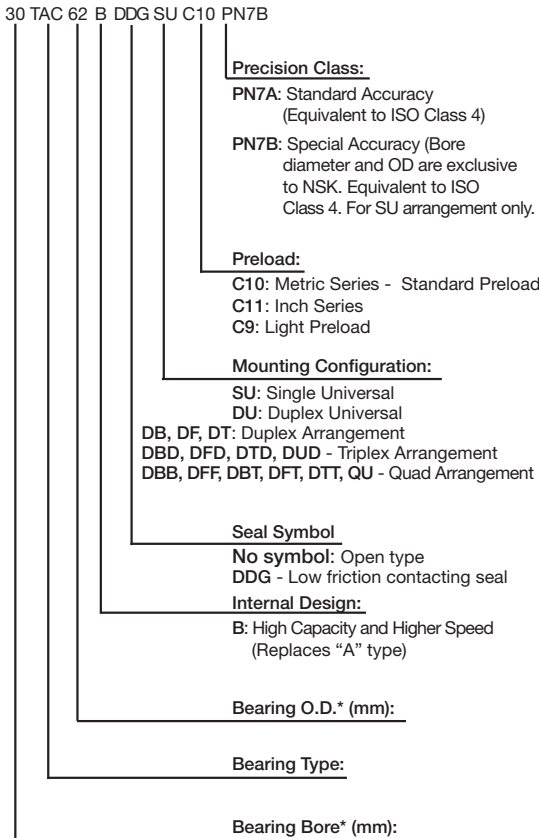 30 TAC 62 B DDG SU C10 PN7B
Precision Class:
PN7A: Standard Accuracy
(Equivalent to ISO Class 4)
PN7B: Special Accuracy (Bore
diameter and OD are exclusive
to NSK. Equivalent to ISO
Class 4. For SU arrangement only.
Preload:
C10: Metric Series - Standard Preload
C11: Inch Series
C9: Light Preload
Mounting Configuration:
SU: Single Universal
DU: Duplex Universal
DB, DF, DT: Duplex Arrangement
DBD, DFD, DTD, DUD - Triplex Arrangement
DBB, DFF, DBT, DFT, DTT, QU - Quad Arrangement
Seal Symbol
No symbol: Open type
DDG - Low friction contacting seal
Internal Design:
B: High Capacity and Higher Speed
(Replaces “A” type)
Bearing O.D.* (mm):
Bearing Type:
Bearing Bore* (mm):